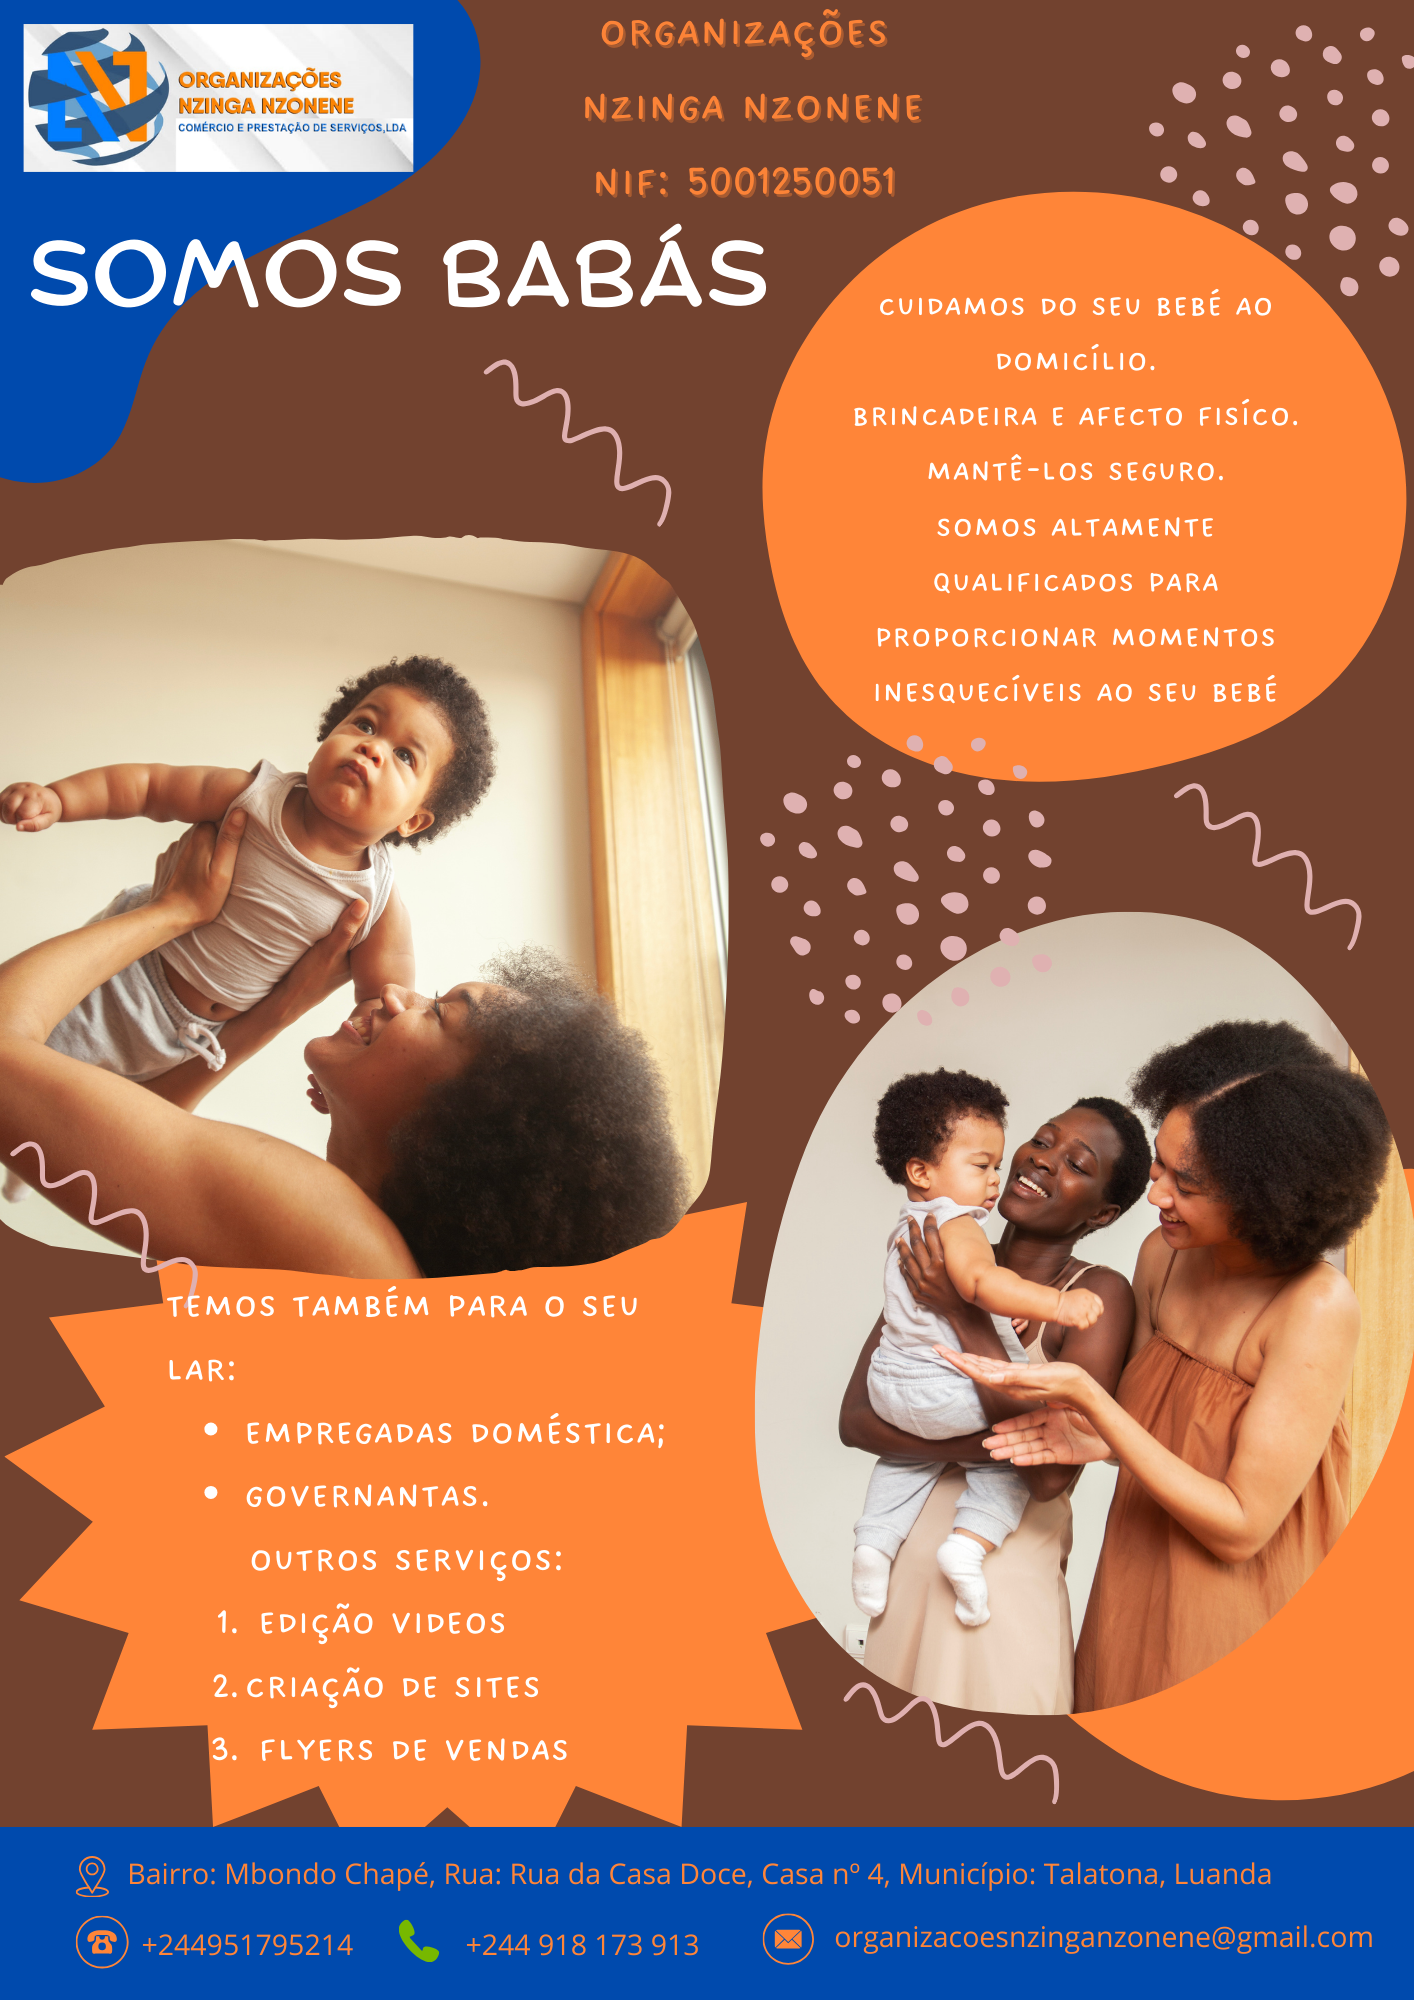 ORGANIZAÇÕES
NZINGA NZONENE
COMÉRCIO E PRESTAÇÃO DE SERVIÇOS,LDA
ORGANIZAÇÕES
NZINGA NZONENE
NIF: 5001250051
SOMOS BABÁS
CUIDAMOS DO SEU BEBÉ AO
DOMICÍLIO.
BRINCADEIRA E AFECTO FISÍCO.
MANTÊ-LOS SEGURO.
SOMOS ALTAMENTE
QUALIFICADOS PARA
PROPORCIONAR MOMENTOS
INESQUECÍVEIS AO SEU BEBÉ
TEMOS TAMBÉM PARA O SEU
LAR:
• EMPREGADAS DOMÉSTICA;
• GOVERNANTAS.
OUTROS SERVIÇOS:
1. EDIÇÃO VIDEOS
2. CRIAÇÃO DE SITES
3. FLYERS DE VENDAS
Bairro: Mbondo Chapé, Rua: Rua da Casa Doce, Casa nº 4, Município: Talatona, Luanda
+244951795214 +244 918 173 913 organizacoesnzinganzonene@gmail.com